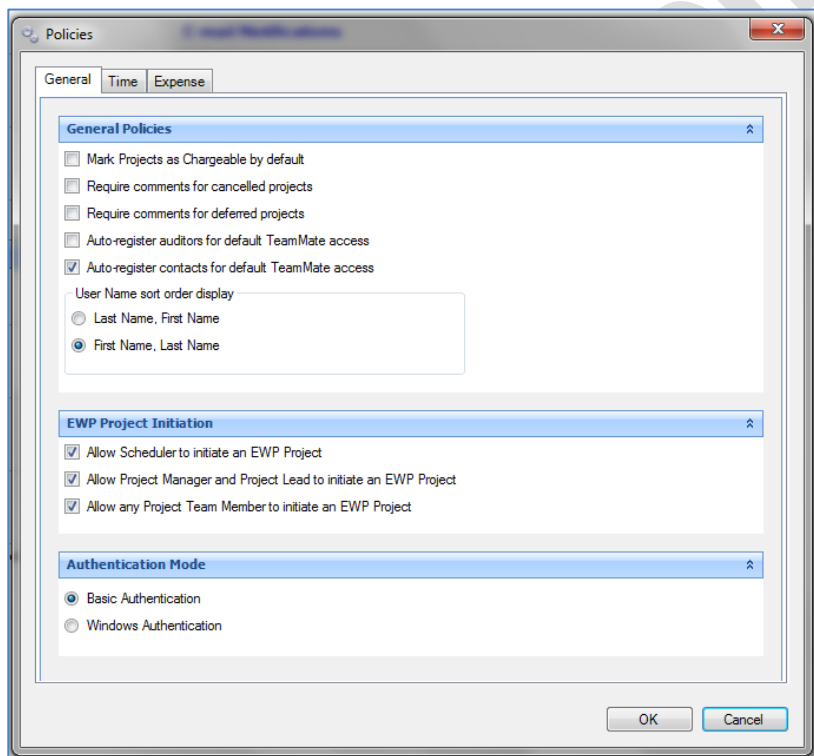 Policies
E-mail Notifications
General Time Expense
General Policies
Mark Projects as Chargeable by default
Require comments for cancelled projects
Require comments for deferred projects
Auto-register auditors for default TeamMate access
Auto-register contacts for default TeamMate access
User Name sort order display
Last Name, First Name
First Name, Last Name
EWP Project Initiation
Allow Scheduler to initiate an EWP Project
Allow Project Manager and Project Lead to initiate an EWP Project
Allow any Project Team Member to initiate an EWP Project
Authentication Mode
Basic Authentication
Windows Authentication
OK Cancel